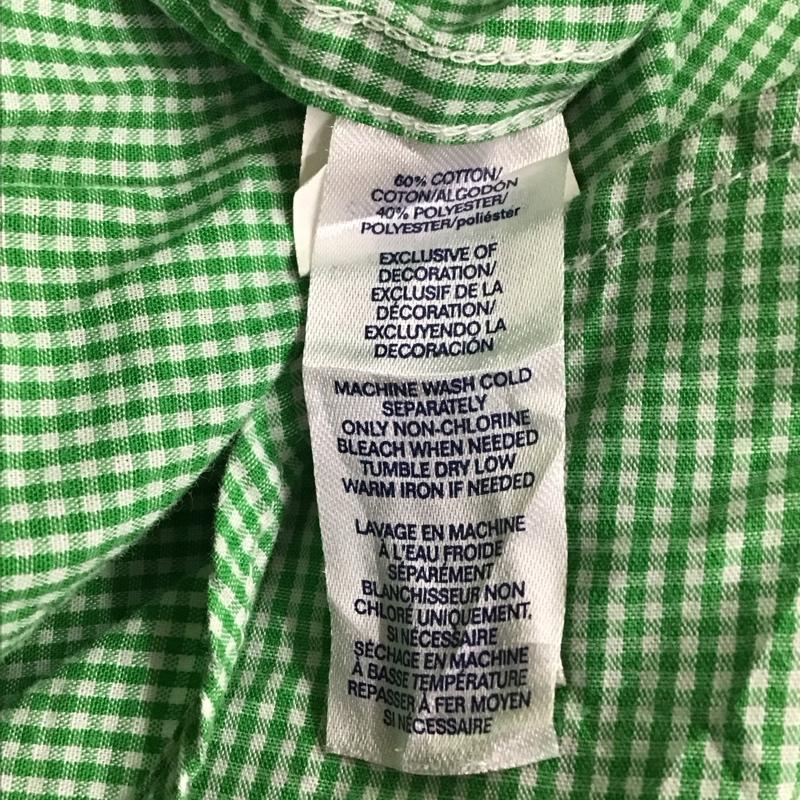 60% COTTON/
COTON/ALGODÓN
40% POLYESTER/
POLYESTER/poliéster
EXCLUSIVE OF
DECORATION/
EXCLUSIF DE LA
DÉCORATION/
EXCLUYENDO LA
DECORACIÓN
MACHINE WASH COLD
SEPARATELY
ONLY NON-CHLORINE
BLEACH WHEN NEEDED
TUMBLE DRY LOW
WARM IRON IF NEEDED
LAVAGE EN MACHINE
À L'EAU FROIDE
SÉPARÉMENT
BLANCHISSEUR NON
CHLORÉ UNIQUEMENT,
SI NÉCESSAIRE
SÉCHAGE EN MACHINE
À BASSE TEMPÉRATURE
RÉPASSER À FER MOYEN
SI NÉCESSAIRE